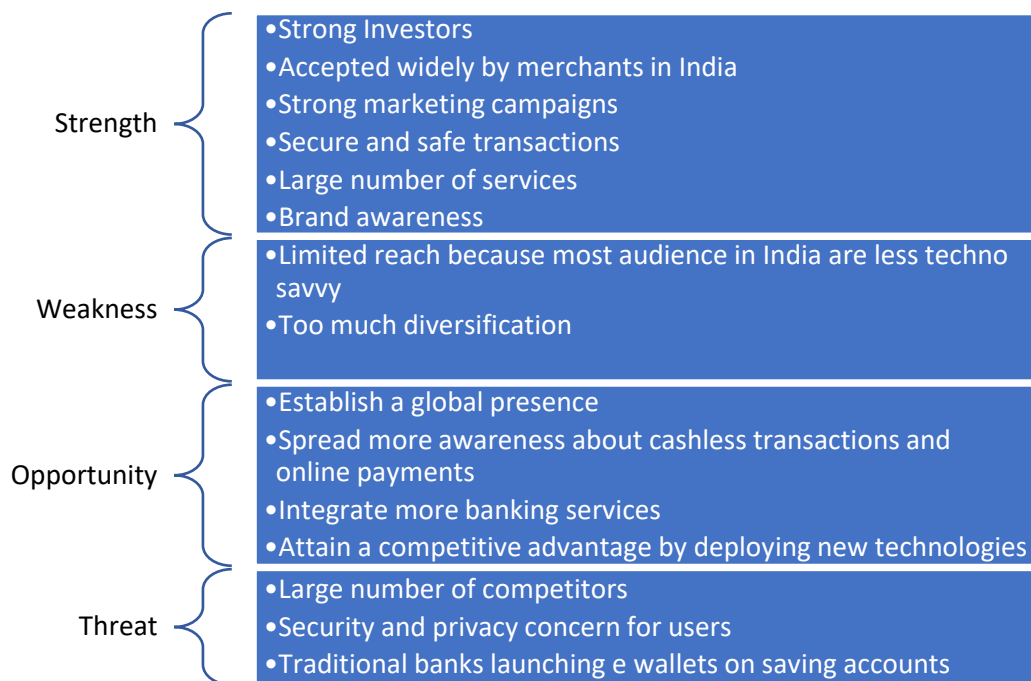 Strength
•Strong Investors
•Accepted widely by merchants in India
•Strong marketing campaigns
•Secure and safe transactions
•Large number of services
•Brand awareness
Weakness
•Limited reach because most audience in India are less techno
savvy
•Too much diversification
Opportunity
•Establish a global presence
•Spread more awareness about cashless transactions and
online payments
•Integrate more banking services
•Attain a competitive advantage by deploying new technologies
Threat
•Large number of competitors
•Security and privacy concern for users
•Traditional banks launching e wallets on saving accounts